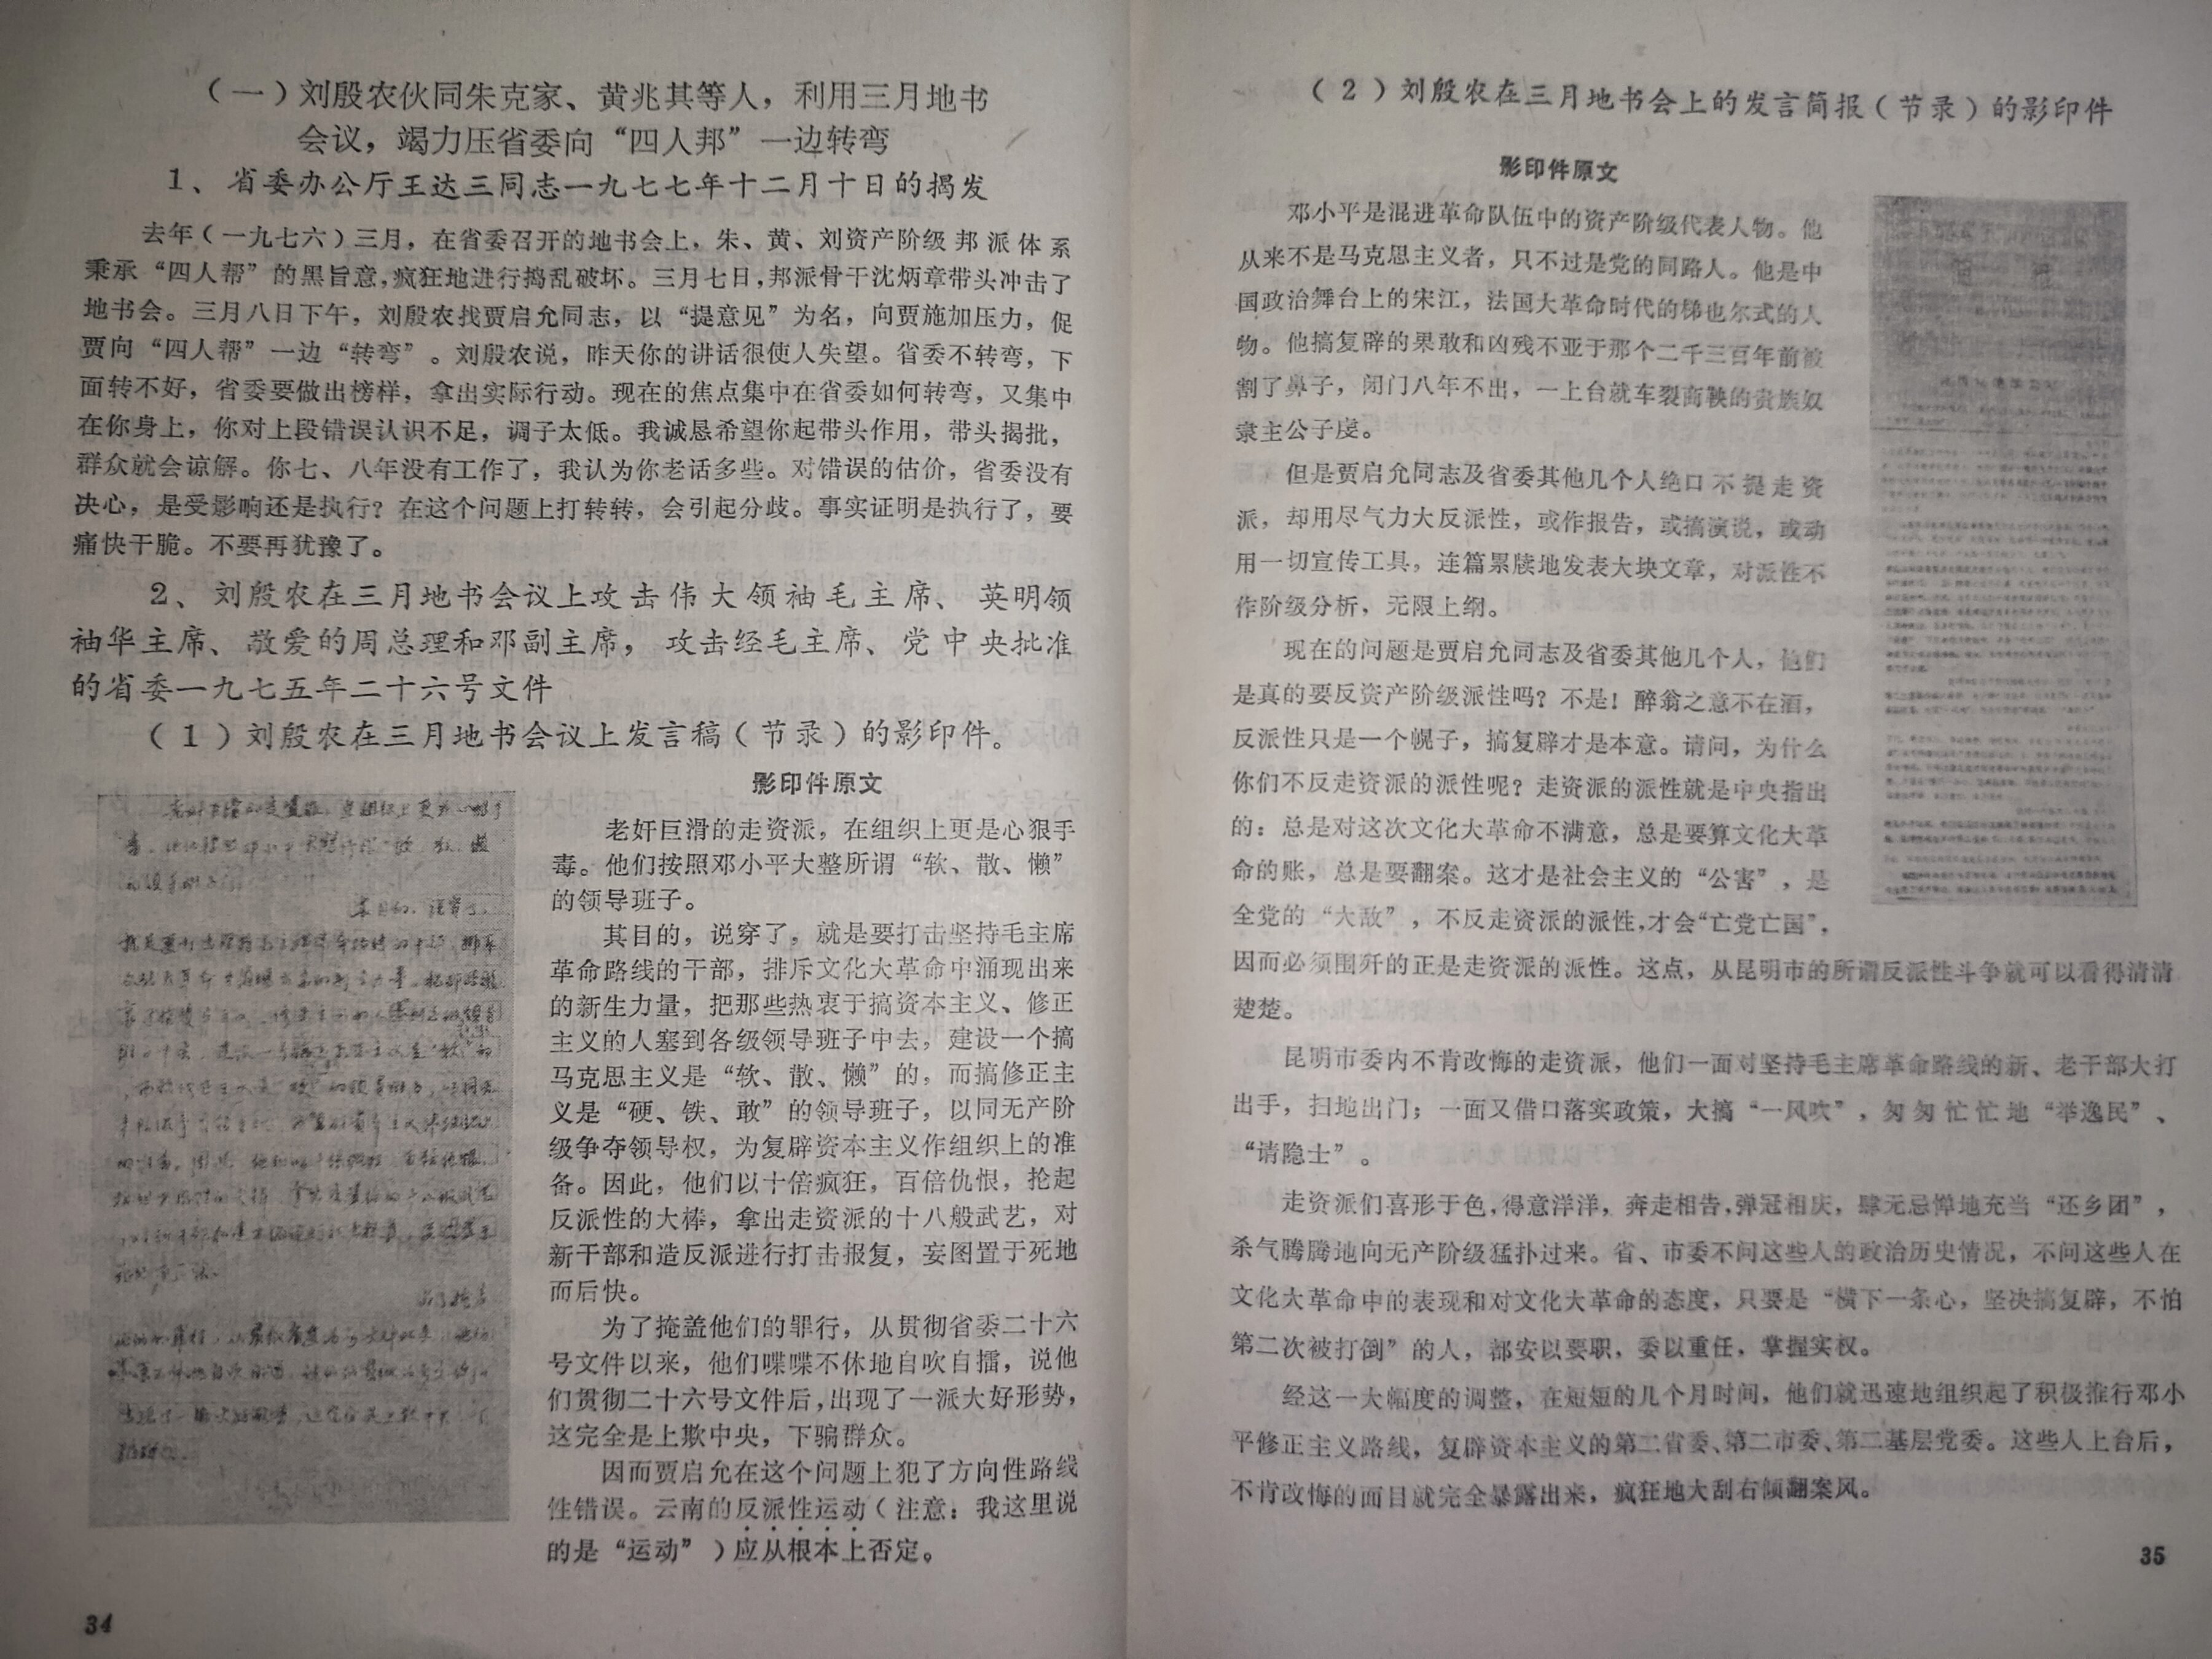 （一）刘殷农伙同朱克家、黄兆其等人，利用三月地书
会议，竭力压省委向“四人邦”一边转弯
1、省委办公厅王达三同志一九七七年十二月十日的揭发
去年（一九七六）三月，在省委召开的地书会上，朱、黄、刘资产阶级邦派体系
秉承“四人帮”的黑旨意，疯狂地进行捣乱破坏。三月七日，邦派骨干沈炳章带头冲击了
地书会。三月八日下午，刘殷农找贾启允同志，以“提意见”为名，向贾施加压力，促
贾向“四人帮”一边“转弯”。刘殷农说，昨天你的讲话很使人失望。省委不转弯，下
面转不好，省委要做出榜样，拿出实际行动。现在的焦点集中在省委如何转弯，又集中
在你身上，你对上段错误认识不足，调子太低。我诚恳希望你起带头作用，带头揭批，
群众就会谅解。你七、八年没有工作了，我认为你老话多些。对错误的估价，省委没有
决心，是受影响还是执行？在这个问题上打转转，会引起分歧。事实证明是执行了，要
痛快干脆。不要再犹豫了。
2、刘殷农在三月地书会议上攻击伟大领袖毛主席、英明领
袖华主席、敬爱的周总理和邓副主席，攻击经毛主席、党中央批准
的省委一九七五年二十六号文件
（1）刘殷农在三月地书会议上发言稿（节录）的影印件。
影印件原文
老奸巨滑的走资派，在组织上更是心狠手
毒。他们按照邓小平大整所谓“软、散、懒”
的领导班子。
其目的，说穿了，就是要打击坚持毛主席
革命路线的干部，排斥文化大革命中涌现出来
的新生力量，把那些热衷于搞资本主义、修正
主义的人塞到各级领导班子中去，建设一个搞
马克思主义是“软、散、懒”的，而搞修正主
义是“硬、铁、敢”的领导班子，以同无产阶
级争夺领导权，为复辟资本主义作组织上的准
备。因此，他们以十倍疯狂，百倍仇恨，抡起
反派性的大棒，拿出走资派的十八般武艺，对
新干部和造反派进行打击报复，妄图置于死地
而后快。
为了掩盖他们的罪行，从贯彻省委二十六
号文件以来，他们喋喋不休地自吹自擂，说他
们贯彻二十六号文件后，出现了一派大好形势，
这完全是上欺中央，下骗群众。
因而贾启允在这个问题上犯了方向性路线
性错误。云南的反派性运动（注意：我这里说
的是“运动”）应从根本上否定。
34
（2）刘殷农在三月地书会上的发言简报（节录）的影印件
影印件原文
邓小平是混进革命队伍中的资产阶级代表人物。他
从来不是马克思主义者，只不过是党的同路人。他是中
国政治舞台上的宋江，法国大革命时代的梯也尔式的人
物。他搞复辟的果敢和凶残不亚于那个二千三百年前被
割了鼻子，闭门八年不出，一上台就车裂商鞅的贵族奴
隶主公子虔。
但是贾启允同志及省委其他几个人绝口不提走资
派，却用尽气力大反派性，或作报告，或搞演说，或动
用一切宣传工具，连篇累牍地发表大块文章，对派性不
作阶级分析，无限上纲。
现在的问题是贾启允同志及省委其他几个人，他们
是真的要反资产阶级派性吗？不是！醉翁之意不在酒，
反派性只是一个幌子，搞复辟才是本意。请问，为什么
你们不反走资派的派性呢？走资派的派性就是中央指出
的：总是对这次文化大革命不满意，总是要算文化大革
命的账，总是要翻案。这才是社会主义的“公害”，是
全党的“大敌”，不反走资派的派性，才会“亡党亡国”，
因而必须围歼的正是走资派的派性。这点，从昆明市的所谓反派性斗争就可以看得清清
楚楚。
昆明市委内不肯改悔的走资派，他们一面对坚持毛主席革命路线的新、老干部大打
出手，扫地出门；一面又借口落实政策，大搞“一风吹”，匆匆忙忙地“举逸民”、
“请隐士”。
走资派们喜形于色，得意洋洋，奔走相告，弹冠相庆，肆无忌惮地充当“还乡团”，
杀气腾腾地向无产阶级猛扑过来。省、市委不问这些人的政治历史情况，不问这些人在
文化大革命中的表现和对文化大革命的态度，只要是“横下一条心，坚决搞复辟，不怕
第二次被打倒”的人，都安以要职，委以重任，掌握实权。
经这一大幅度的调整，在短短的几个月时间，他们就迅速地组织起了积极推行邓小
平修正主义路线，复辟资本主义的第二省委、第二市委、第二基层党委。这些人上台后，
不肯改悔的面目就完全暴露出来，疯狂地大刮右倾翻案风。
35